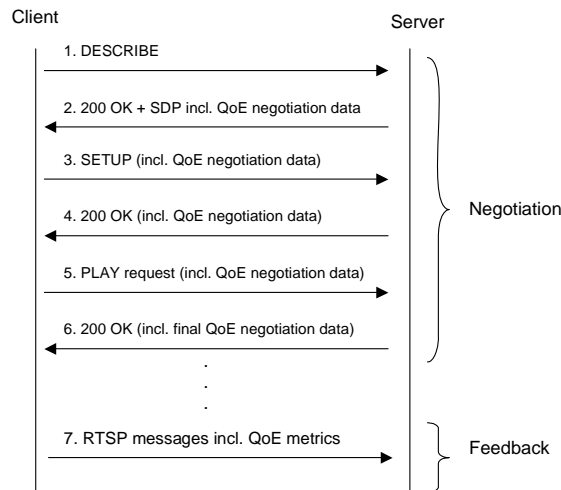 Client
Server
1. DESCRIBE
2. 200 OK + SDP incl. QoE negotiation data
3. SETUP (incl. QoE negotiation data)
4. 200 OK (incl. QoE negotiation data)
Negotiation
5. PLAY request (incl. QoE negotiation data)
6. 200 OK (incl. final QoE negotiation data)
.
.
.
7. RTSP messages incl. QoE metrics
Feedback